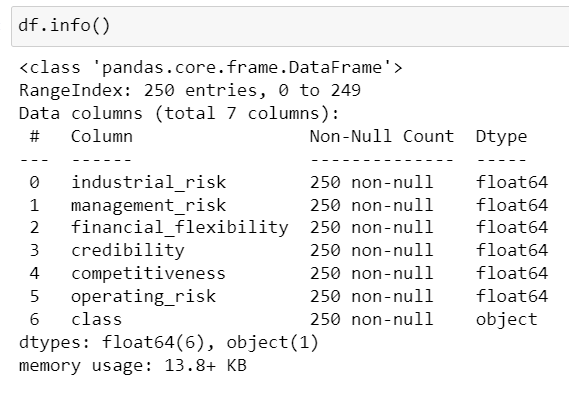 df.info()
<class 'pandas.core.frame.DataFrame'>
RangeIndex: 250 entries, 0 to 249
Data columns (total 7 columns):
 #   Column                 Non-Null Count  Dtype
---  ------                 --------------  -----
 0   industrial_risk        250 non-null    float64
 1   management_risk        250 non-null    float64
 2   financial_flexibility  250 non-null    float64
 3   credibility            250 non-null    float64
 4   competitiveness        250 non-null    float64
 5   operating_risk         250 non-null    float64
 6   class                  250 non-null    object
dtypes: float64(6), object(1)
memory usage: 13.8+ KB